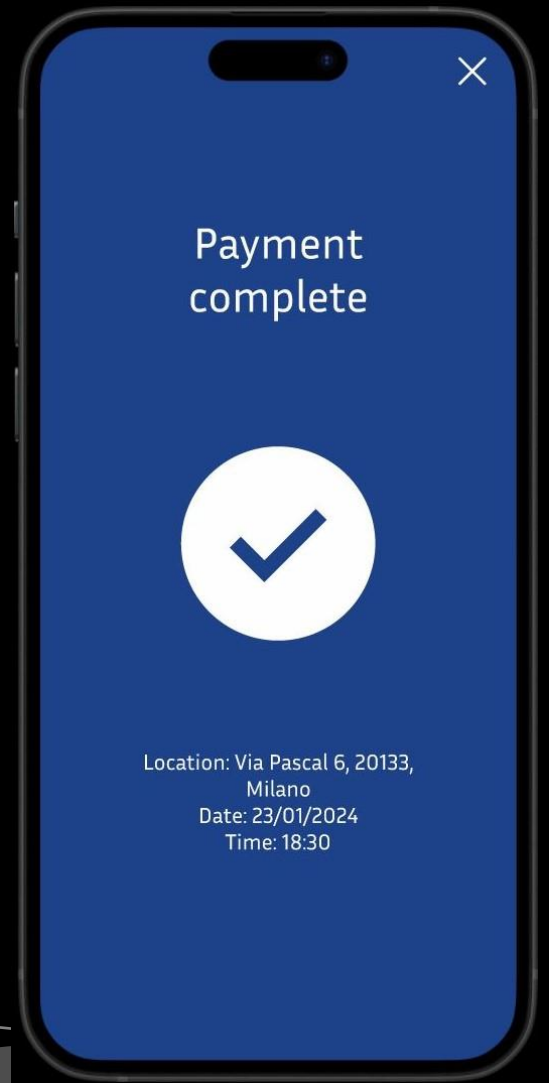 Payment
complete
Location: Via Pascal 6, 20133,
Milano
Date: 23/01/2024
Time: 18:30